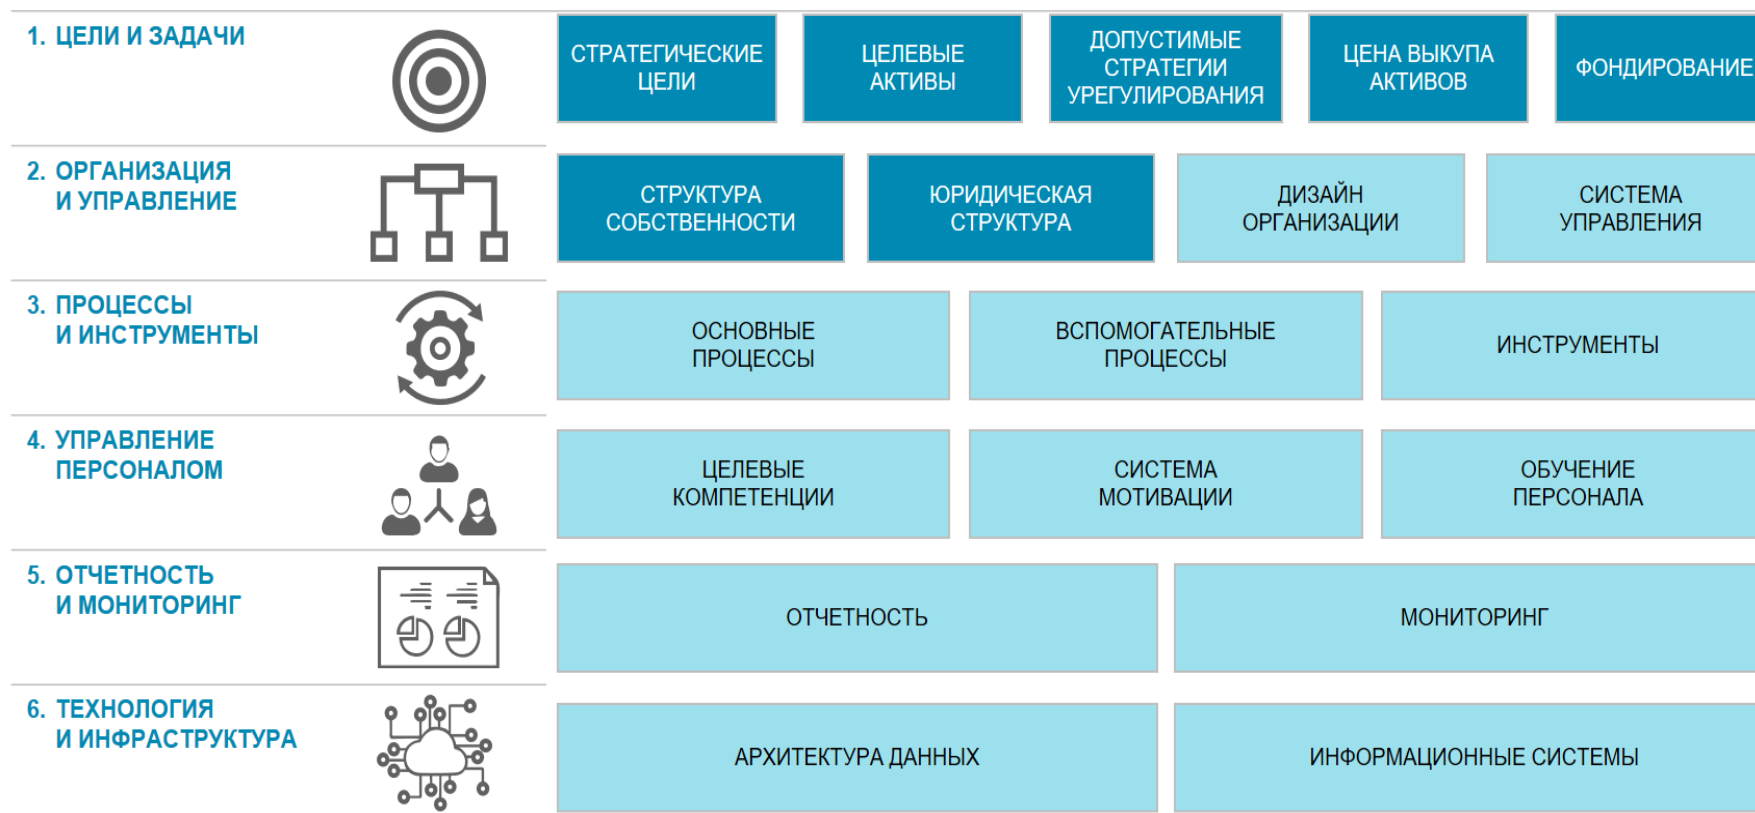 1. ЦЕЛИ И ЗАДАЧИ
СТРАТЕГИЧЕСКИЕ
ЦЕЛИ
ЦЕЛЕВЫЕ
АКТИВЫ
ДОПУСТИМЫЕ
СТРАТЕГИИ
УРЕГУЛИРОВАНИЯ
ЦЕНА ВЫКУПА
АКТИВОВ
ФОНДИРОВАНИЕ
2. ОРГАНИЗАЦИЯ
И УПРАВЛЕНИЕ
СТРУКТУРА
СОБСТВЕННОСТИ
ЮРИДИЧЕСКАЯ
СТРУКТУРА
ДИЗАЙН
ОРГАНИЗАЦИИ
СИСТЕМА
УПРАВЛЕНИЯ
3. ПРОЦЕССЫ
И ИНСТРУМЕНТЫ
ОСНОВНЫЕ
ПРОЦЕССЫ
ВСПОМОГАТЕЛЬНЫЕ
ПРОЦЕССЫ
ИНСТРУМЕНТЫ
4. УПРАВЛЕНИЕ
ПЕРСОНАЛОМ
ЦЕЛЕВЫЕ
КОМПЕТЕНЦИИ
СИСТЕМА
МОТИВАЦИИ
ОБУЧЕНИЕ
ПЕРСОНАЛА
5. ОТЧЕТНОСТЬ
И МОНИТОРИНГ
ОТЧЕТНОСТЬ
МОНИТОРИНГ
6. ТЕХНОЛОГИЯ
И ИНФРАСТРУКТУРА
АРХИТЕКТУРА ДАННЫХ
ИНФОРМАЦИОННЫЕ СИСТЕМЫ